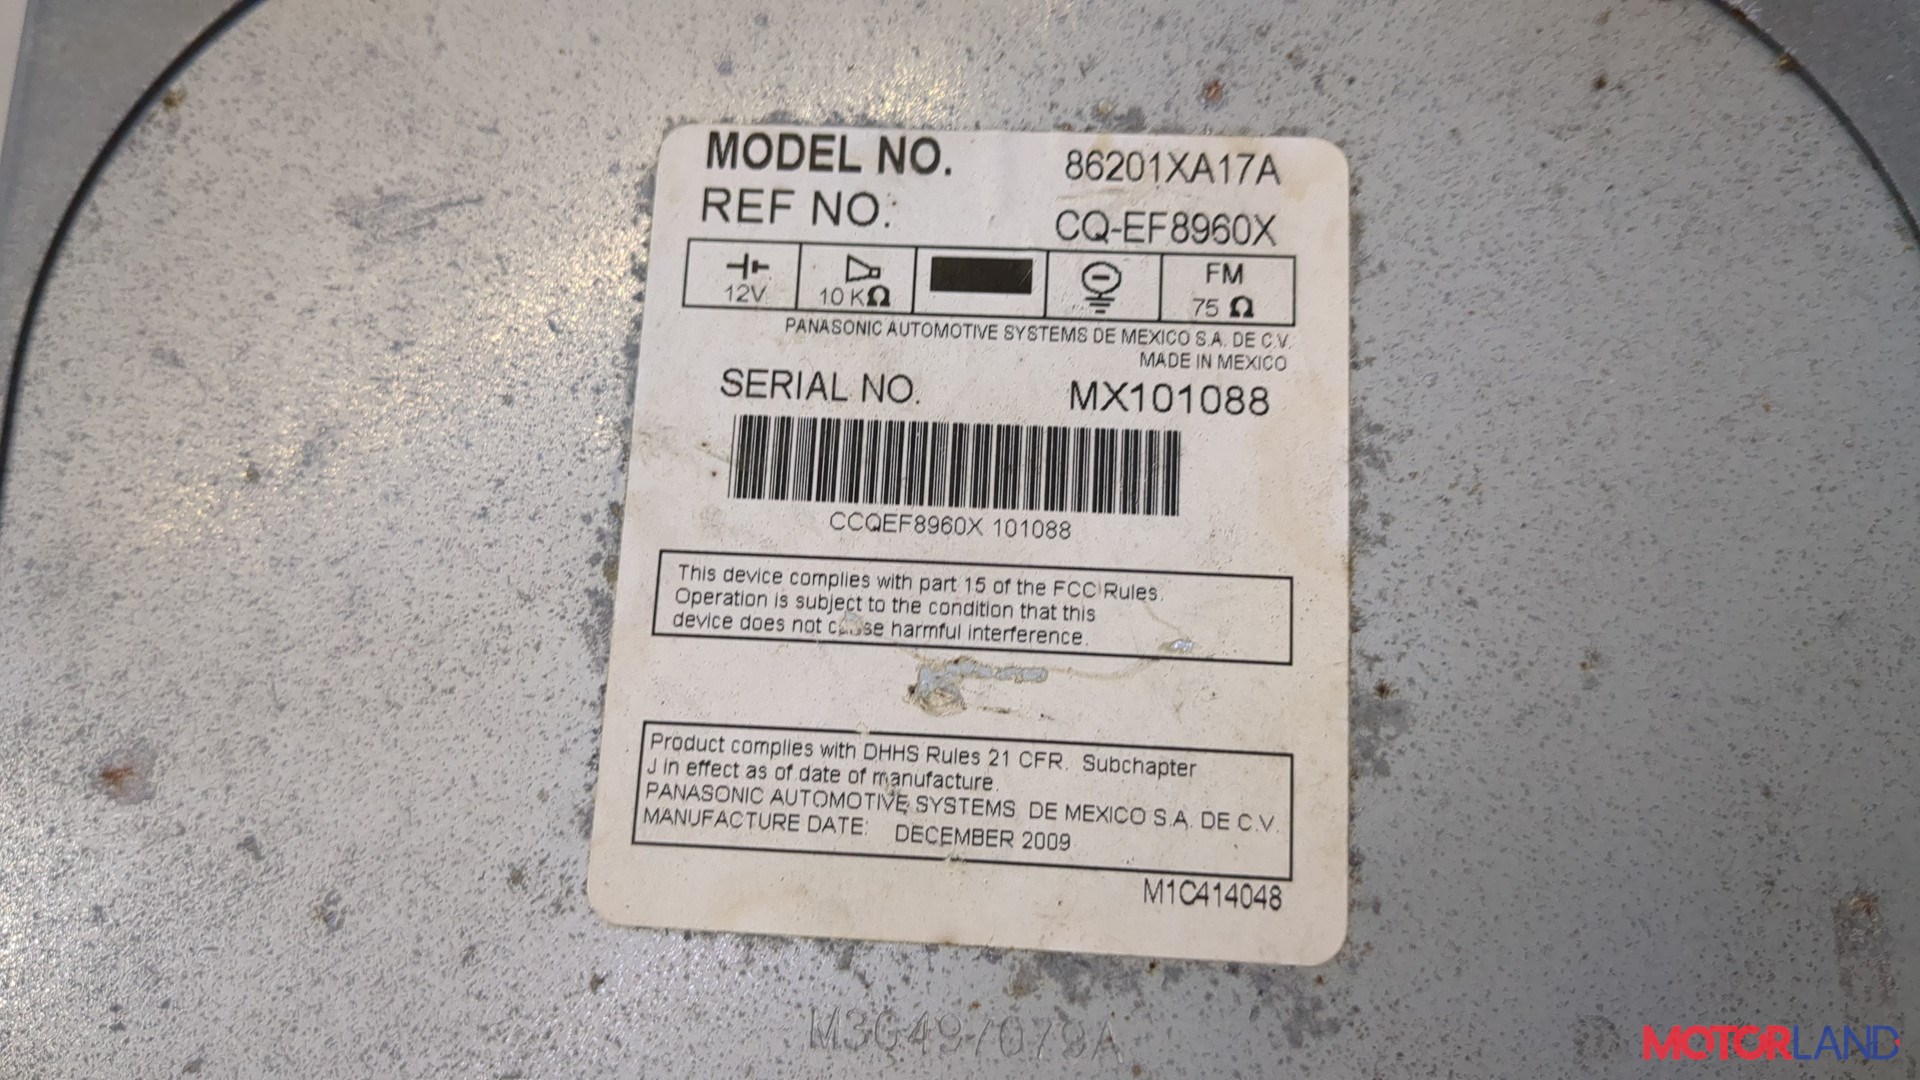 MODEL NO. 86201XA17A
REF NO. CQ-EF8960X
12V 10 KΩ FM 75 Ω
PANASONIC AUTOMOTIVE SYSTEMS DE MEXICO S.A. DE C.V.
MADE IN MEXICO
SERIAL NO. MX101088
CCQEF8960X 101088
This device complies with part 15 of the FCC Rules.
Operation is subject to the condition that this
device does not cause harmful interference.
Product complies with DHHS Rules 21 CFR. Subchapter
J in effect as of date of manufacture.
PANASONIC AUTOMOTIVE SYSTEMS DE MEXICO S.A. DE C.V.
MANUFACTURE DATE: DECEMBER 2009
M1C414048
M3G497079A
MOTORLAND